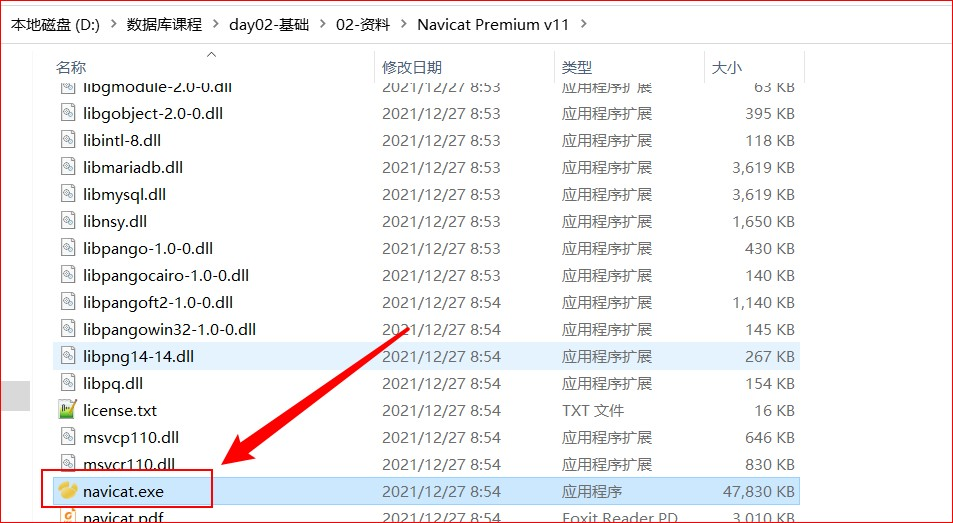 本地磁盘 (D:) > 数据库课程 > day02-基础 > 02-资料 > Navicat Premium v11 >
名称 修改日期 类型 大小
libgmodule-2.0-0.dll 2021/12/27 8:53 应用程序扩展 63 KB
libgobject-2.0-0.dll 2021/12/27 8:53 应用程序扩展 395 KB
libintl-8.dll 2021/12/27 8:53 应用程序扩展 118 KB
libmariadb.dll 2021/12/27 8:53 应用程序扩展 3,619 KB
libmysql.dll 2021/12/27 8:53 应用程序扩展 3,619 KB
libnsy.dll 2021/12/27 8:53 应用程序扩展 1,650 KB
libpango-1.0-0.dll 2021/12/27 8:53 应用程序扩展 430 KB
libpangocairo-1.0-0.dll 2021/12/27 8:53 应用程序扩展 140 KB
libpangoft2-1.0-0.dll 2021/12/27 8:54 应用程序扩展 1,140 KB
libpangowin32-1.0-0.dll 2021/12/27 8:54 应用程序扩展 145 KB
libpng14-14.dll 2021/12/27 8:54 应用程序扩展 267 KB
libpq.dll 2021/12/27 8:54 应用程序扩展 154 KB
license.txt 2021/12/27 8:54 TXT 文件 16 KB
msvcp110.dll 2021/12/27 8:54 应用程序扩展 646 KB
msvcr110.dll 2021/12/27 8:54 应用程序扩展 830 KB
navicat.exe 2021/12/27 8:54 应用程序 47,830 KB
navicat.pdf 2021/12/27 8:54 Foxit Reader PD... 3,010 KB